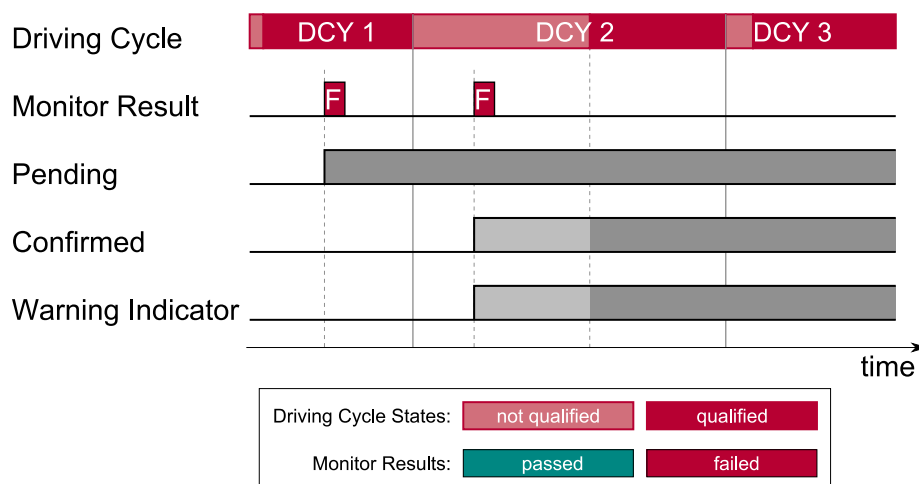 Driving Cycle DCY 1 DCY 2 DCY 3
Monitor Result F F
Pending
Confirmed
Warning Indicator
time
Driving Cycle States: not qualified qualified
Monitor Results: passed failed